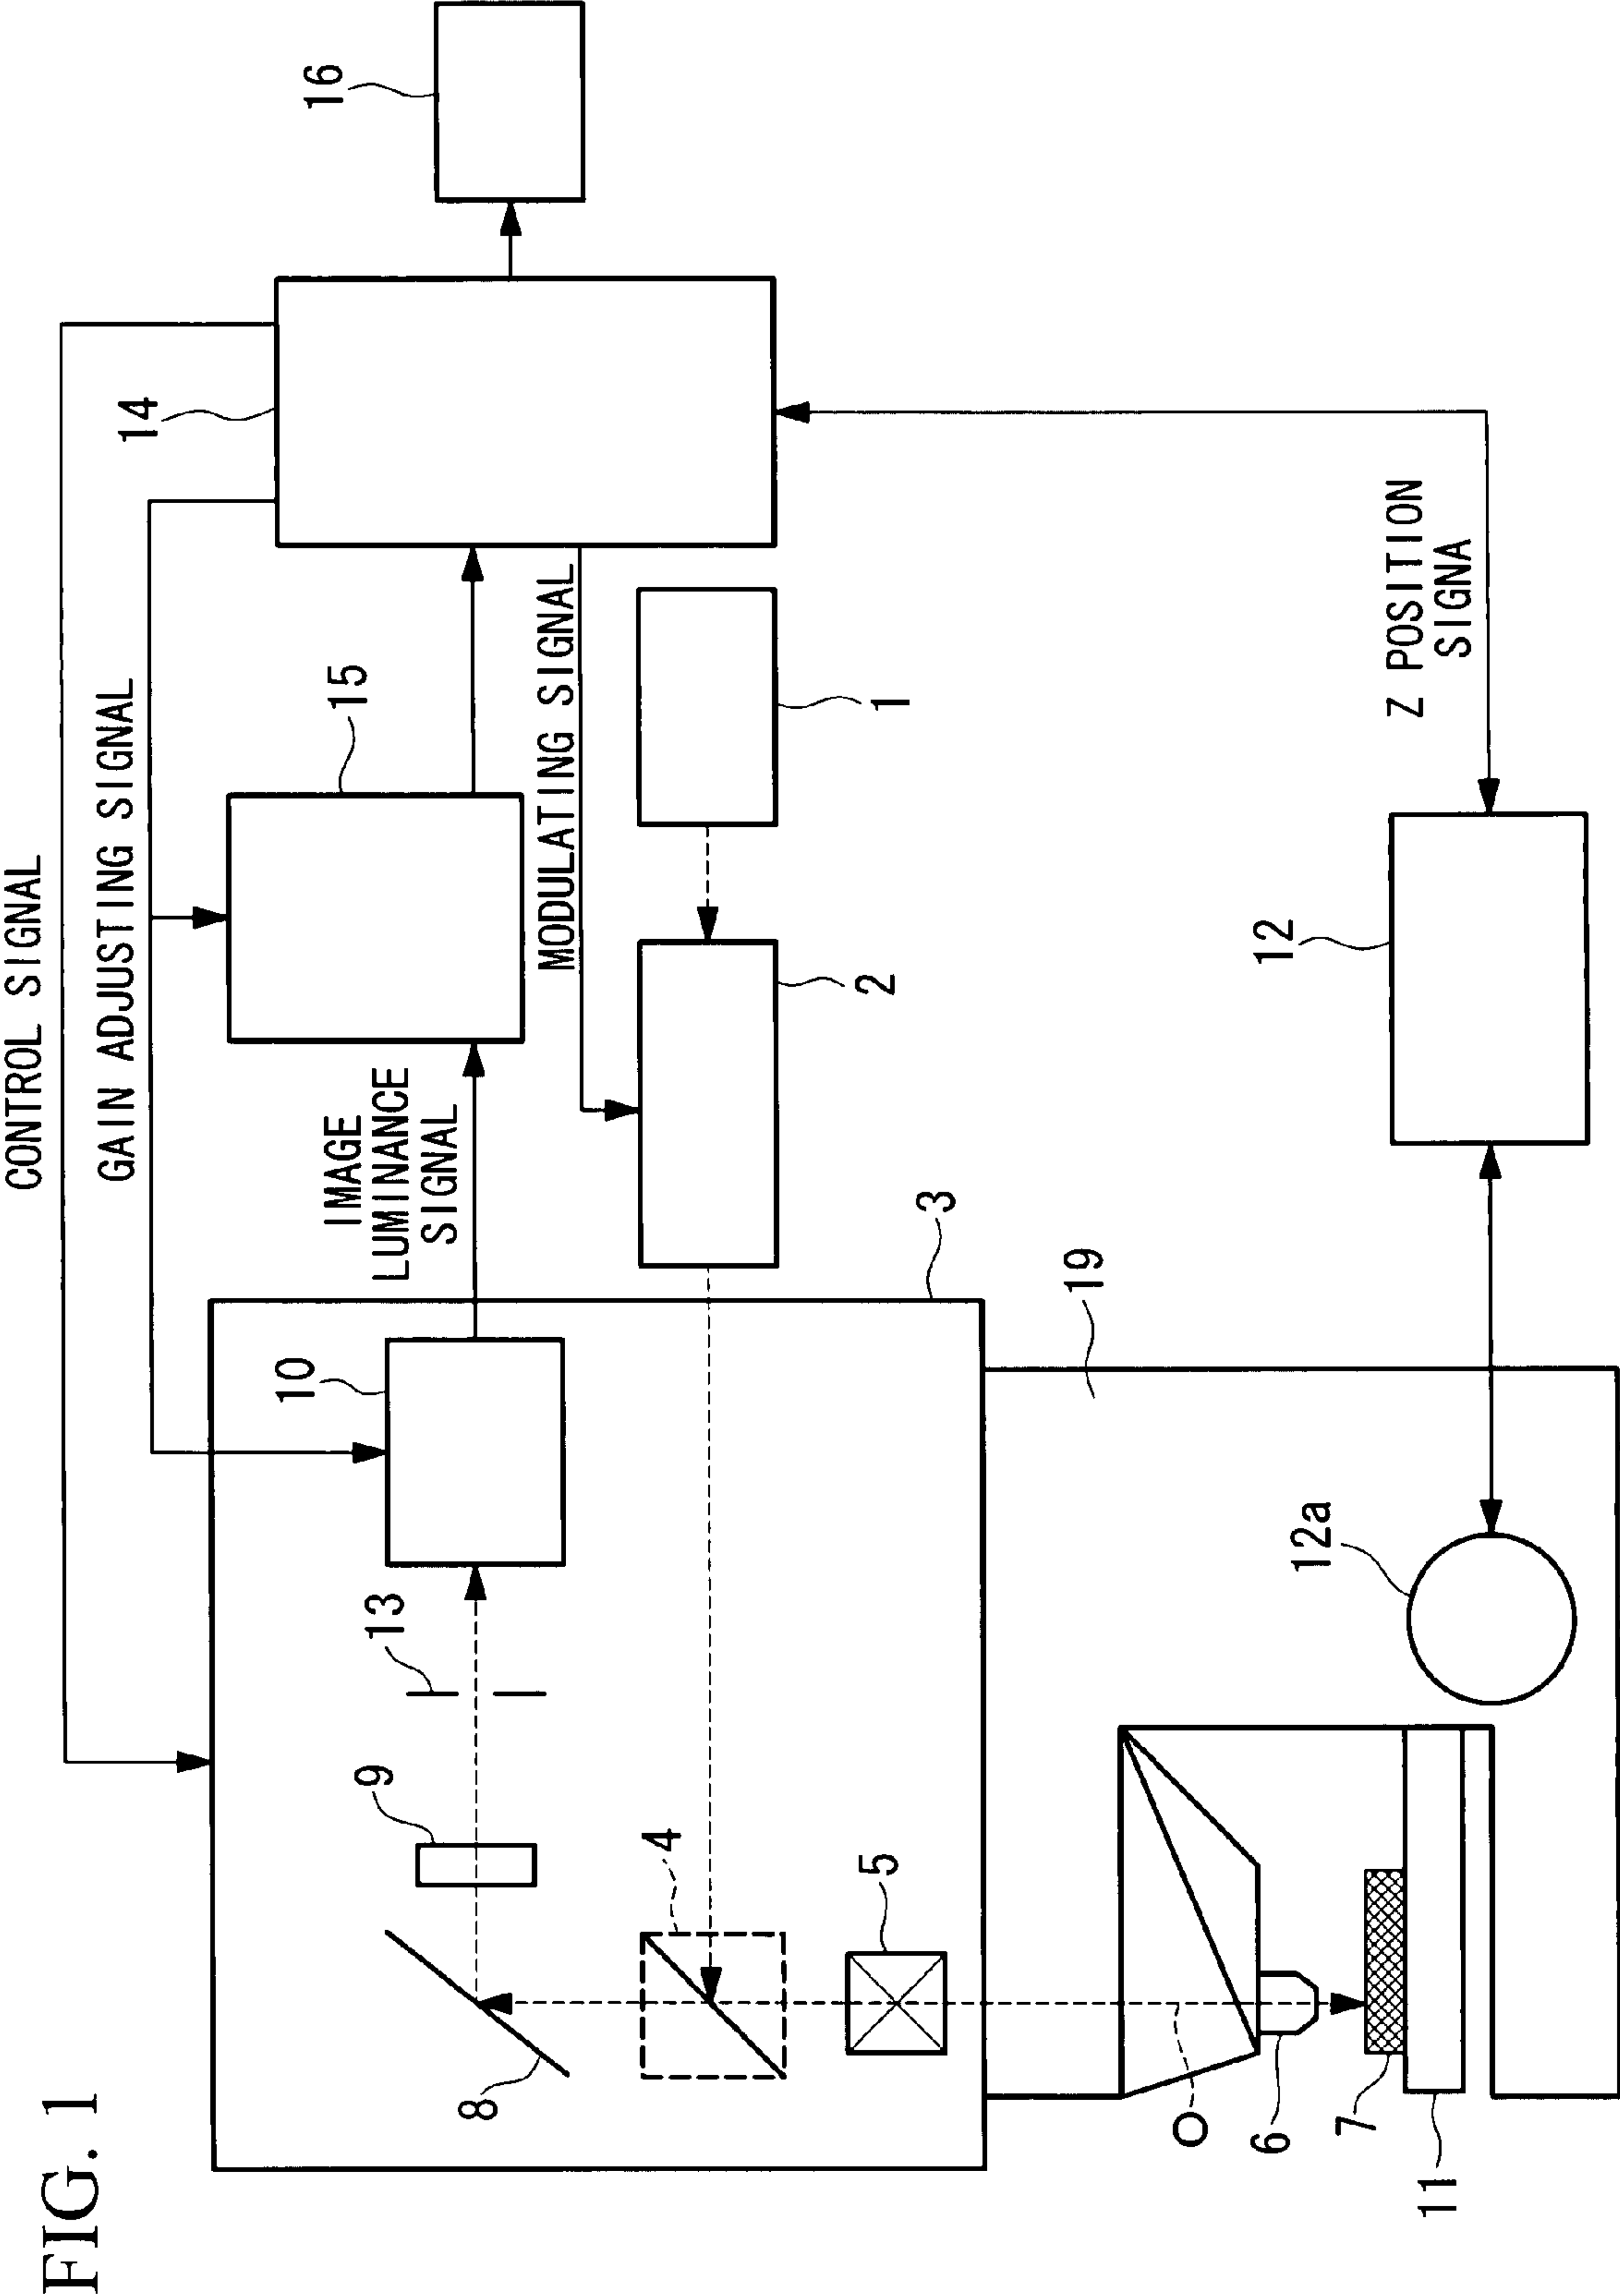 FIG. 1
CONTROL SIGNAL
GAIN ADJUSTING SIGNAL
14
16
15
IMAGE
LUMINANCE
SIGNAL
MODULATING SIGNAL
10
13
9
8
4
5
1
2
3
19
O
6
7
11
12a
12
Z POSITION
SIGNA